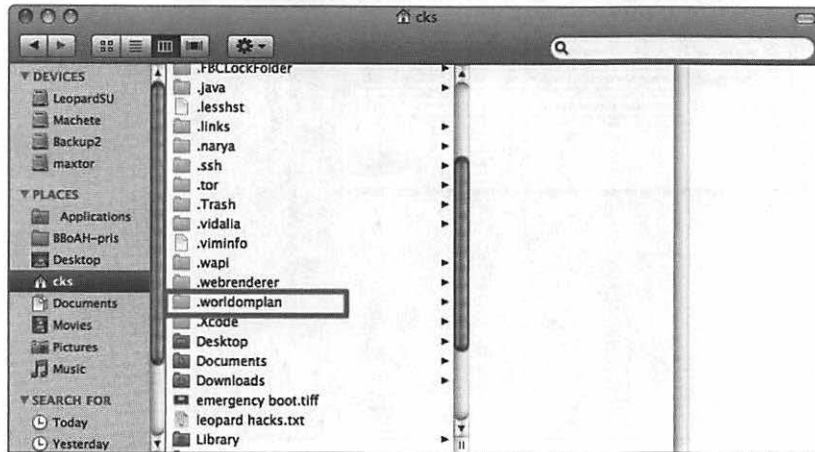 cks
DEVICES
LeopardSU
Machete
Backup2
maxtor
PLACES
Applications
BBoAH-pris
Desktop
cks
Documents
Movies
Pictures
Music
SEARCH FOR
Today
Yesterday
.FBCLockFolder
.java
.lesshst
.links
.narya
.ssh
.tor
.Trash
.vidalia
.viminfo
.wapi
.webrenderer
.worldomplan
.Xcode
Desktop
Documents
Downloads
emergency boot.tiff
leopard hacks.txt
Library